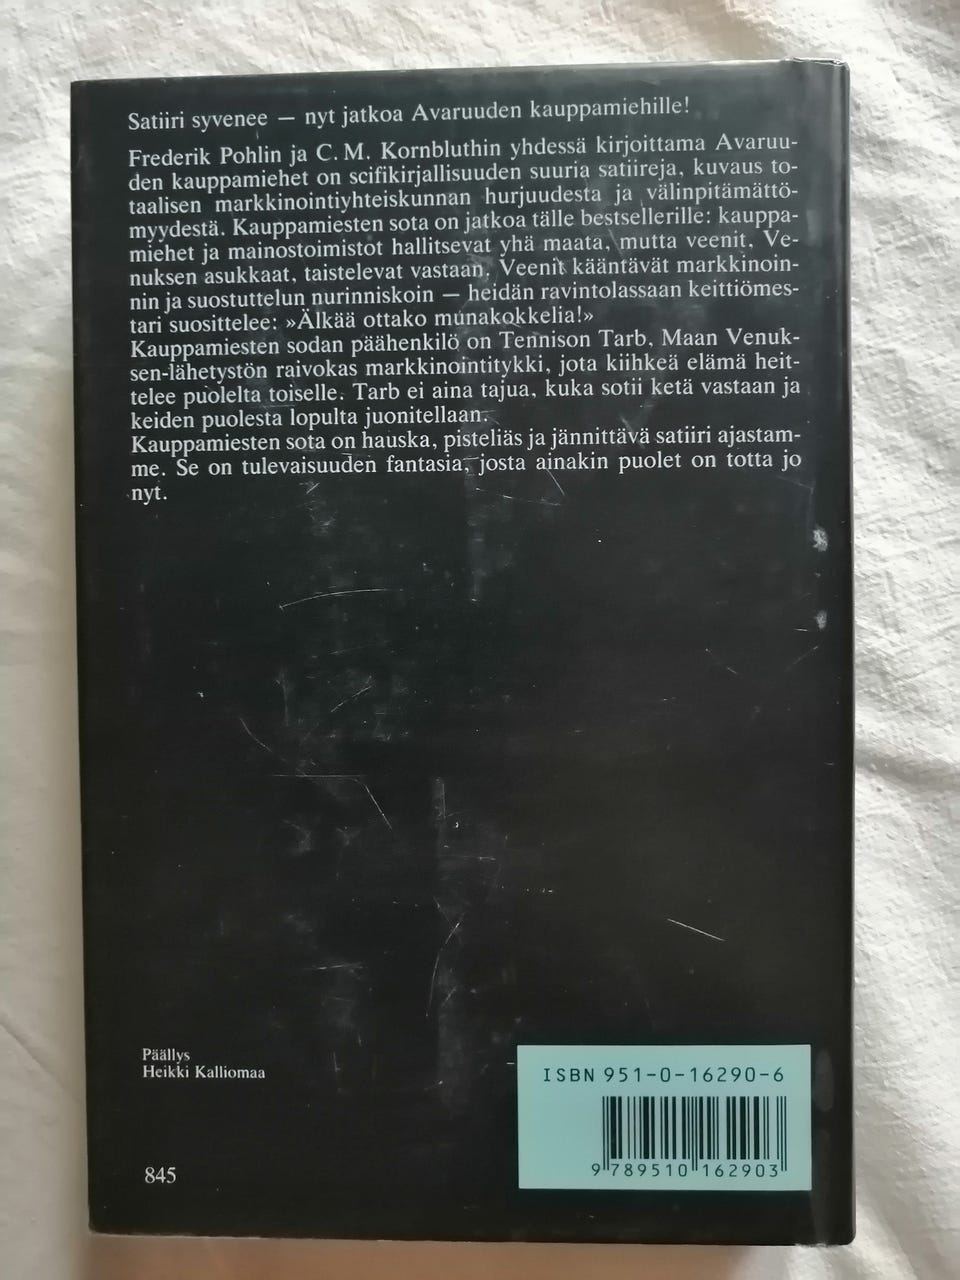 Satiiri syvenee — nyt jatkoa Avaruuden kauppamiehille!
Frederik Pohlin ja C. M. Kornbluthin yhdessä kirjoittama Avaruu-
den kauppamiehet on scifikirjallisuuden suuria satiireja, kuvaus to-
taalisen markkinointiyhteiskunnan hurjuudesta ja välinpitämättö-
myydestä. Kauppamiesten sota on jatkoa tälle bestsellerille: kauppa-
miehet ja mainostoimistot hallitsevat yhä maata, mutta veenit, Ve-
nuksen asukkaat, taistelevat vastaan. Veenit kääntävät markkinoin-
nin ja suostuttelun nurinniskoin — heidän ravintolassaan keittiömes-
tari suosittelee: »Älkää ottako munakokkelia!»
Kauppamiesten sodan päähenkilö on Tennison Tarb, Maan Venuk-
sen-lähetystön raivokas markkinointitykki, jota kiihkeä elämä heit-
telee puolelta toiselle. Tarb ei aina tajua, kuka sotii ketä vastaan ja
keiden puolesta lopulta juonitellaan.
Kauppamiesten sota on hauska, pisteliäs ja jännittävä satiiri ajastam-
me. Se on tulevaisuuden fantasia, josta ainakin puolet on totta jo
nyt.
Päällys
Heikki Kalliomaa
845
ISBN 951-0-16290-6
9 789510 162903